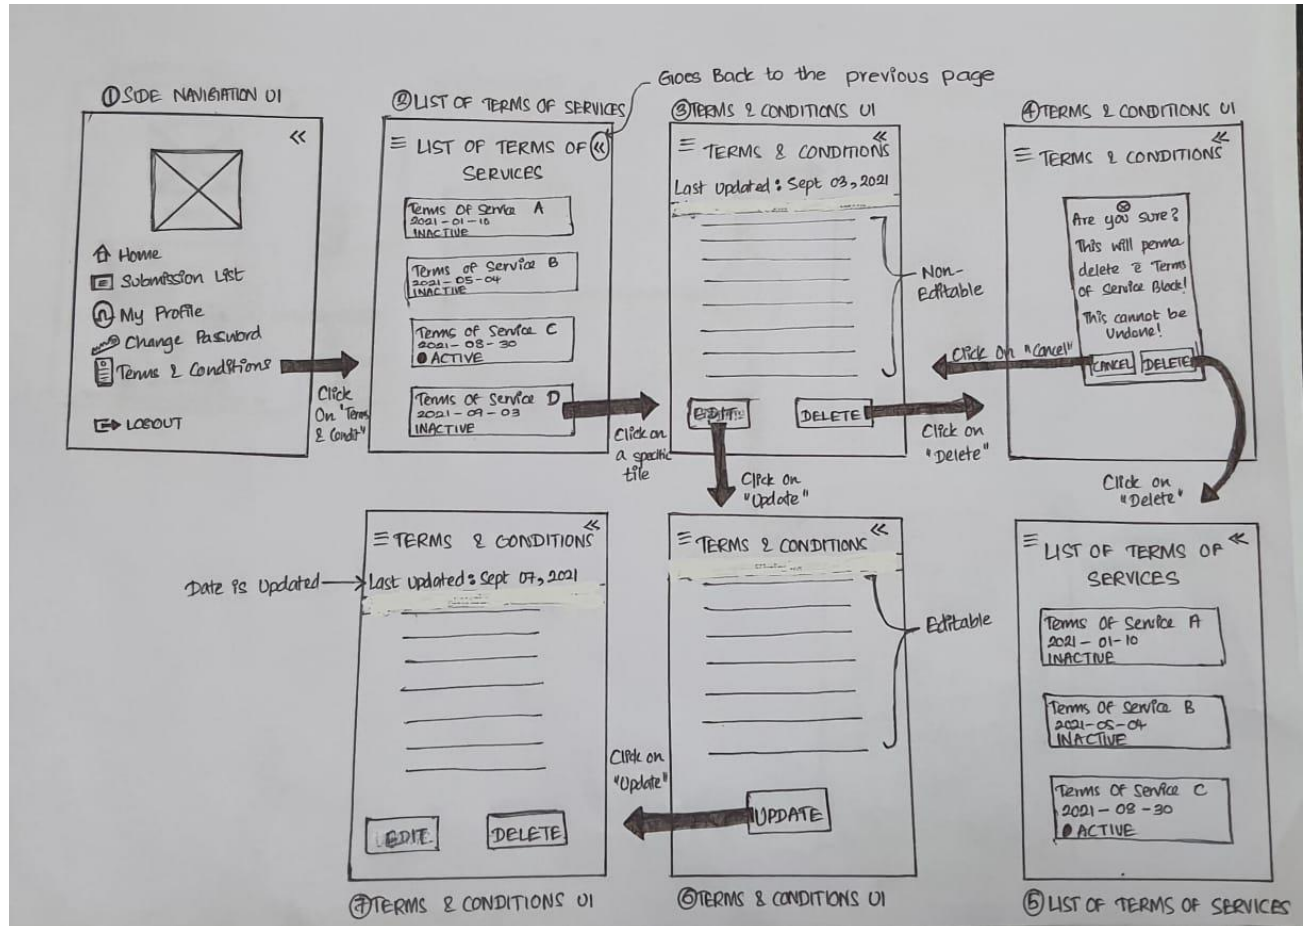 Goes Back to the previous page
① SIDE NAVIGATION UI
«
Home
Submission List
My Profile
Change Password
Terms & Conditions
LOGOUT
Click
On "Terms
& Condit"
② LIST OF TERMS OF SERVICES
LIST OF TERMS OF «
SERVICES
Terms Of Service A
2021-01-10
INACTIVE
Terms of Service B
2021-05-04
INACTIVE
Terms of Service C
2021-08-30
ACTIVE
Terms of Service D
2021-09-03
INACTIVE
Click on
a specific
tile
③ TERMS & CONDITIONS UI
«
TERMS & CONDITIONS
Last Updated: Sept 03, 2021
Non-
Editable
EDIT
DELETE
Click on
"Update"
Click on
"Delete"
④ TERMS & CONDITIONS UI
«
TERMS & CONDITIONS
Are you sure?
This will perma
delete Terms
of Service Block!
This cannot be
Undone!
CANCEL DELETE
Click On "Cancel"
Click on
"Delete"
«
LIST OF TERMS OF
SERVICES
Terms Of Service A
2021-01-10
INACTIVE
Terms Of Service B
2021-05-04
INACTIVE
Terms Of Service C
2021-08-30
ACTIVE
⑤ LIST OF TERMS OF SERVICES
«
TERMS & CONDITIONS
Editable
UPDATE
⑥ TERMS & CONDITIONS UI
Click on
"Update"
«
TERMS & CONDITIONS
Date is Updated
Last Updated: Sept 07, 2021
EDIT
DELETE
⑦ TERMS & CONDITIONS UI